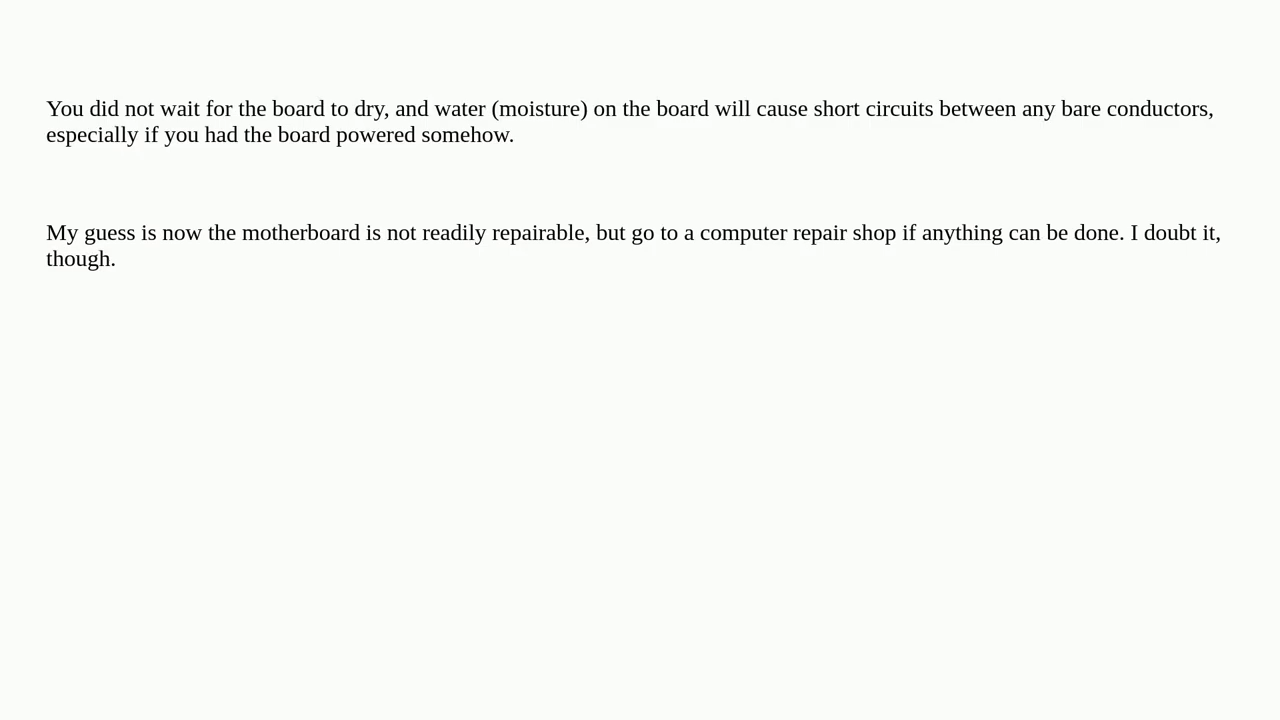 You did not wait for the board to dry, and water (moisture) on the board will cause short circuits between any bare conductors,
especially if you had the board powered somehow.
My guess is now the motherboard is not readily repairable, but go to a computer repair shop if anything can be done. I doubt it,
though.